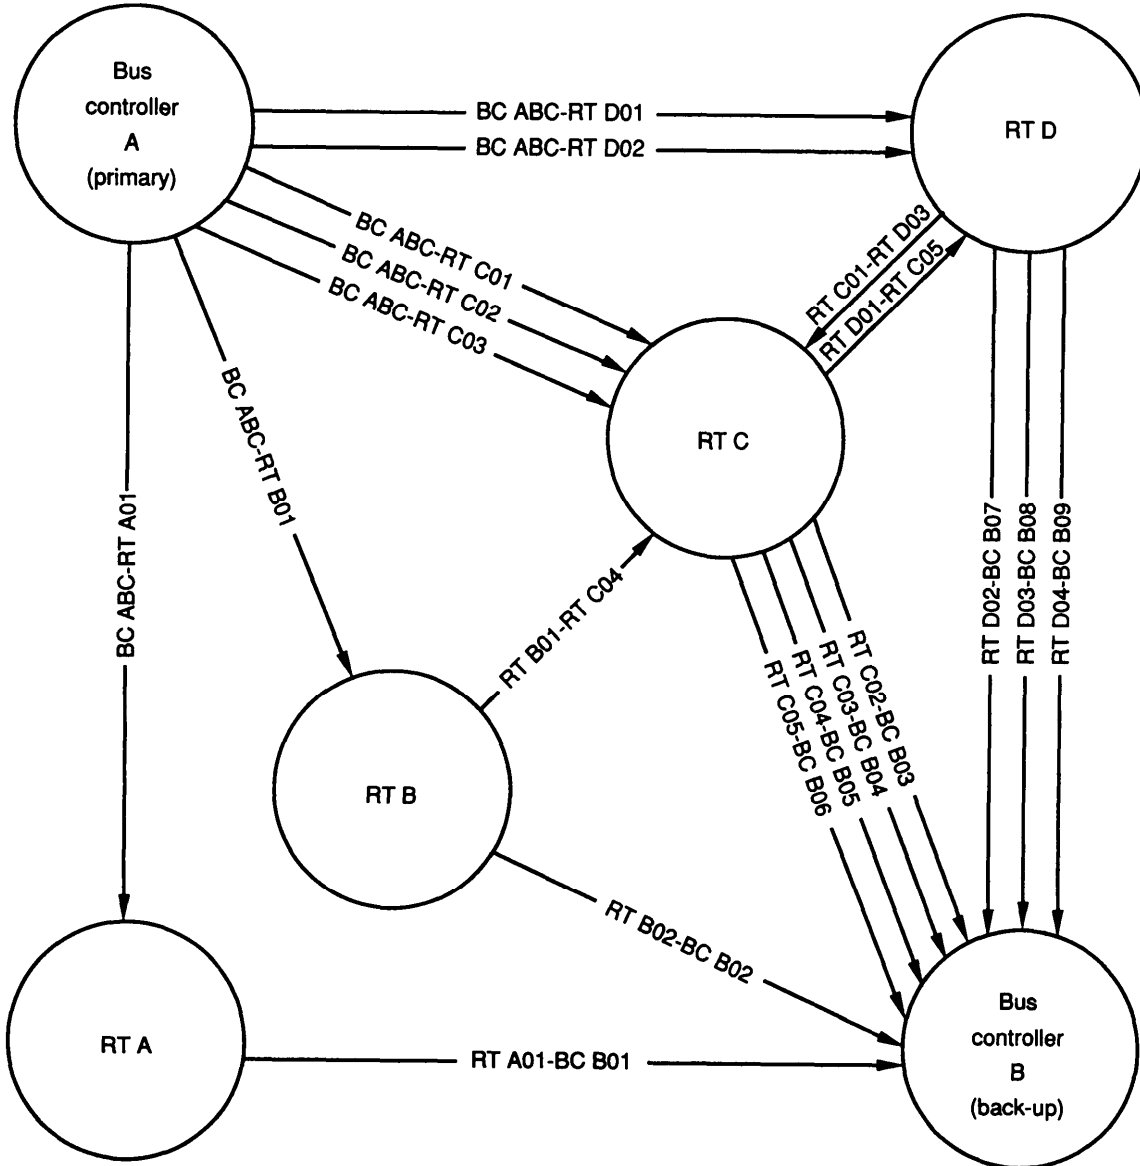 Bus
controller
A
(primary)
RT D
BC ABC-RT D01
BC ABC-RT D02
BC ABC-RT C01
BC ABC-RT C02
BC ABC-RT C03
RT C01-RT D03
RT D01-RT C05
RT C
BC ABC-RT B01
BC ABC-RT A01
RT B01-RT C04
RT D02-BC B07
RT D03-BC B08
RT D04-BC B09
RT C05-BC B06
RT C04-BC B05
RT C03-BC B04
RT C02-BC B03
RT B
RT B02-BC B02
RT A
RT A01-BC B01
Bus
controller
B
(back-up)